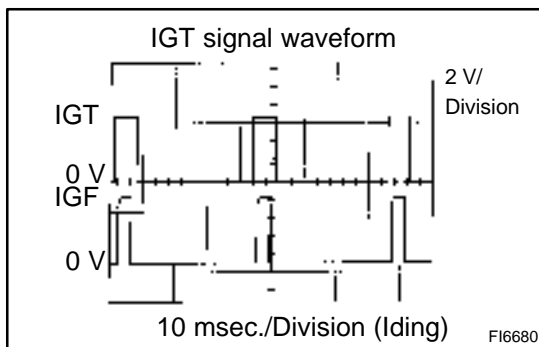 IGT signal waveform
2 V/
Division
IGT
0 V
IGF
0 V
10 msec./Division (Iding)
FI6680